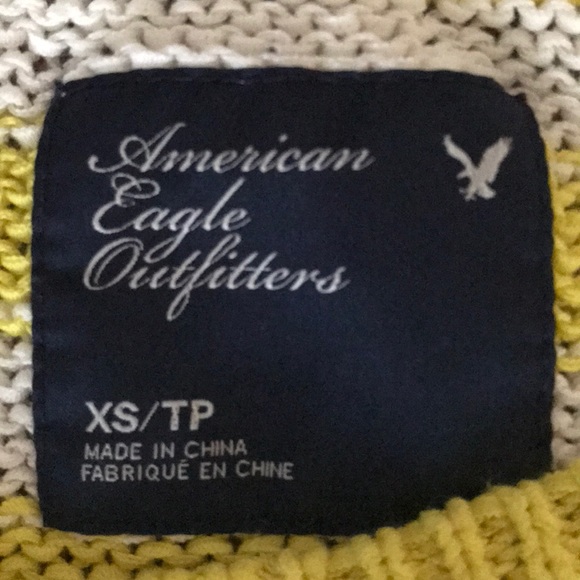 American
Eagle
Outfitters
XS/TP
MADE IN CHINA
FABRIQUÉ EN CHINE